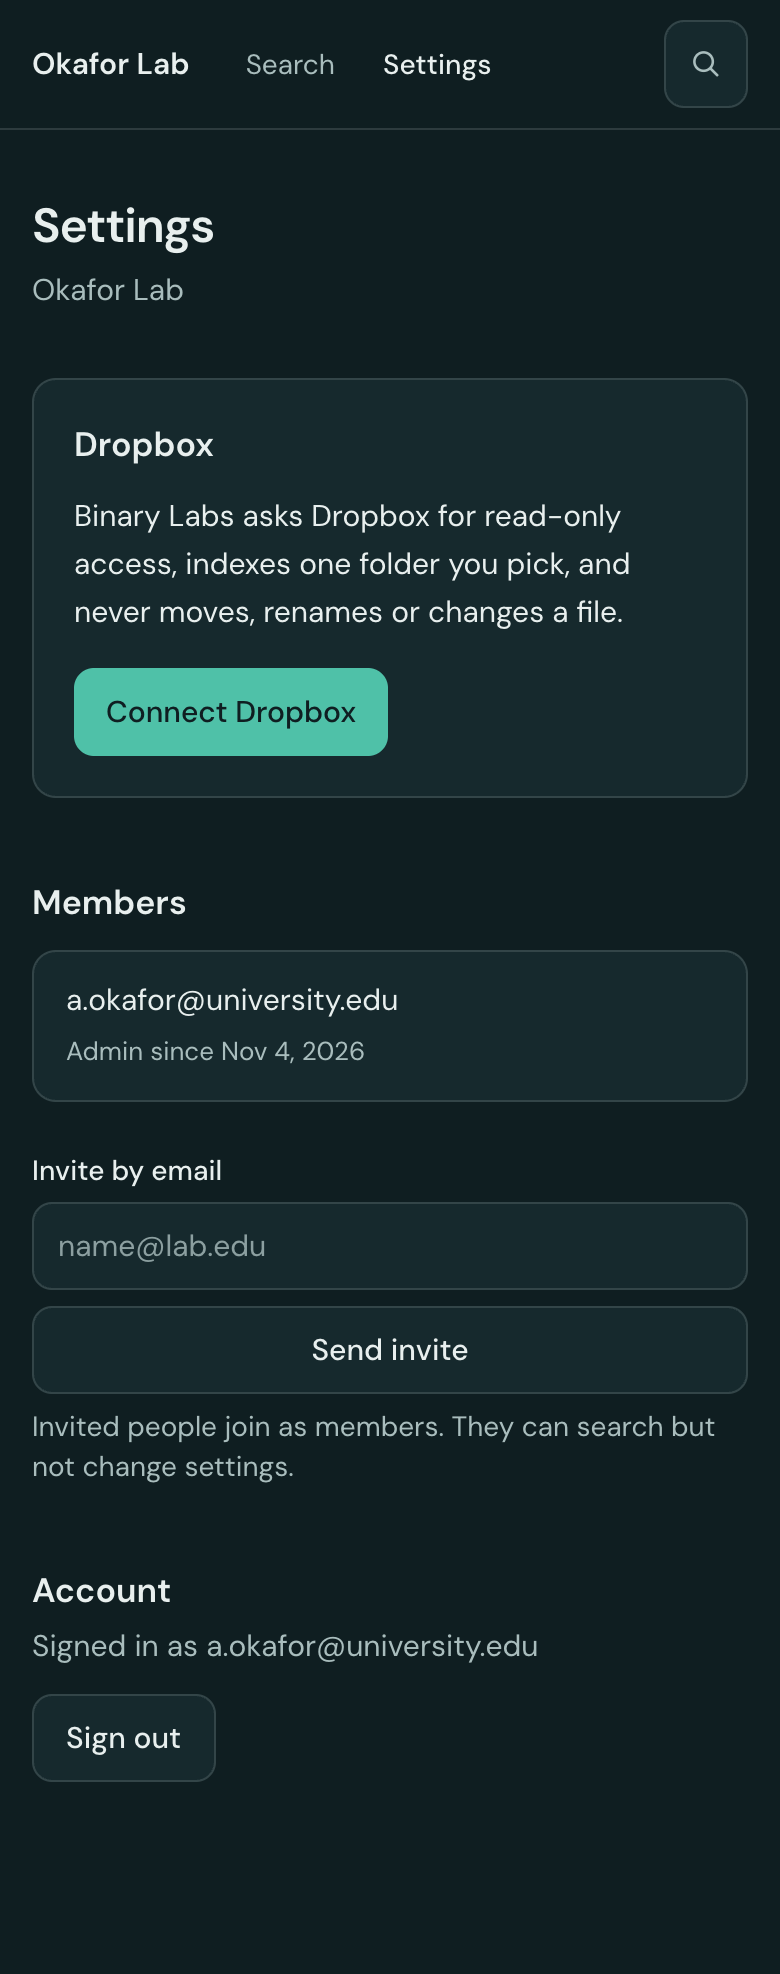 Okafor Lab Search Settings
Settings
Okafor Lab
Dropbox
Binary Labs asks Dropbox for read-only
access, indexes one folder you pick, and
never moves, renames or changes a file.
Connect Dropbox
Members
a.okafor@university.edu
Admin since Nov 4, 2026
Invite by email
name@lab.edu
Send invite
Invited people join as members. They can search but
not change settings.
Account
Signed in as a.okafor@university.edu
Sign out